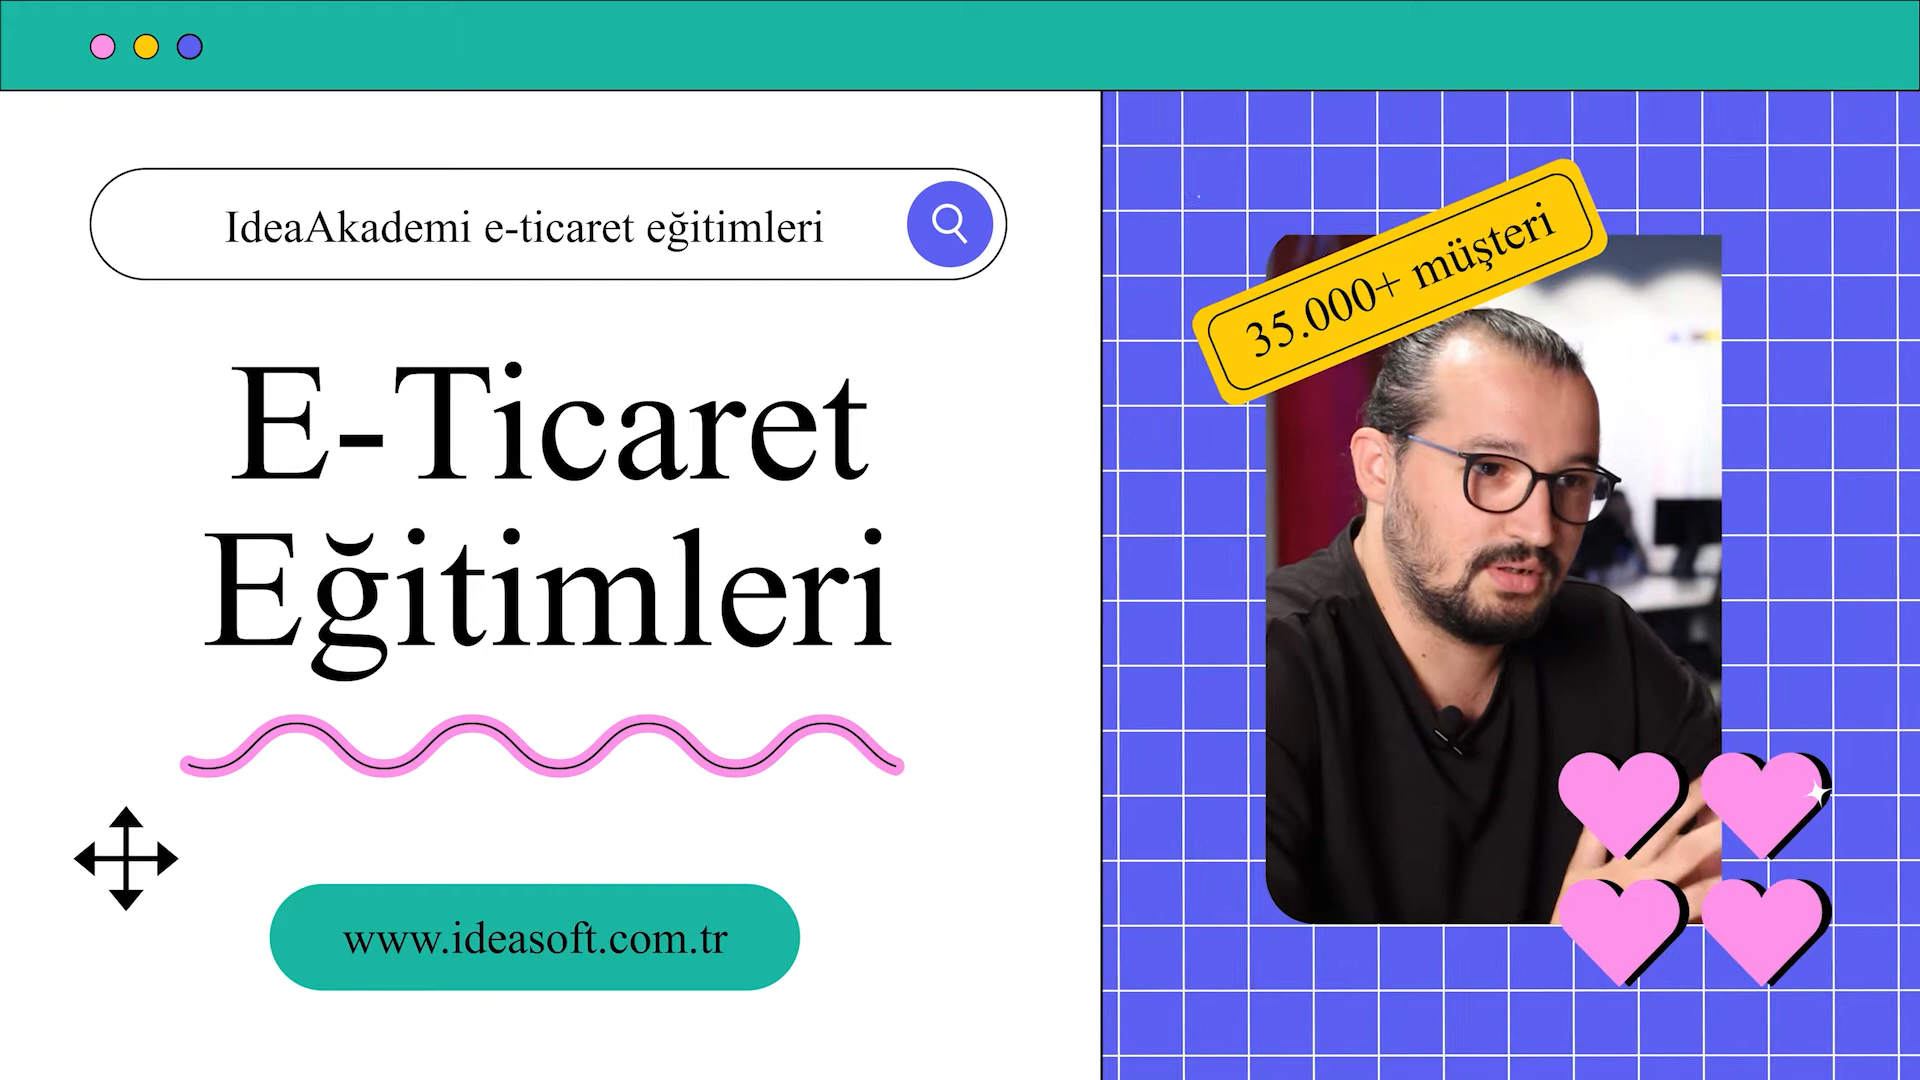 IdeaAkademi e-ticaret eğitimleri
E-Ticaret
Eğitimleri
www.ideasoft.com.tr
35.000+ müşteri